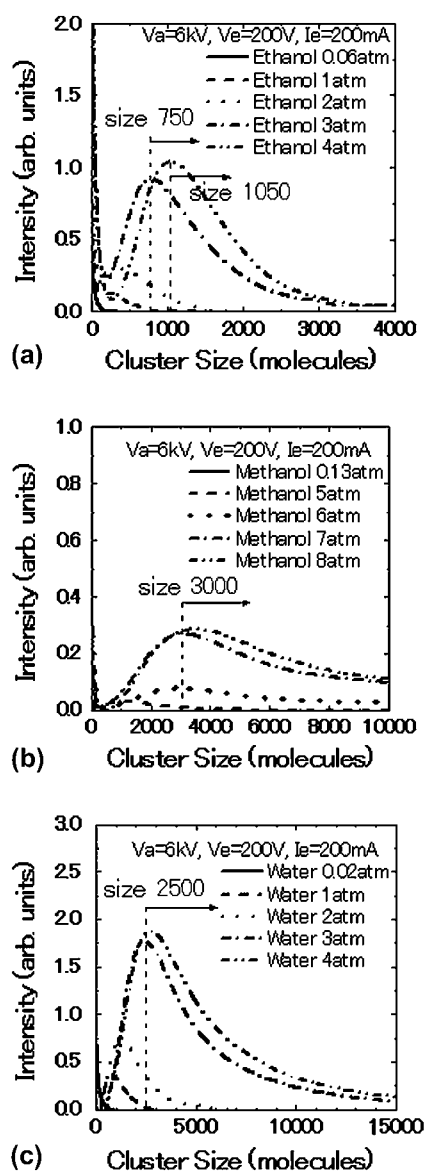 Va=6kV, Ve=200V, Ie=200mA
Ethanol 0.06atm
Ethanol 1atm
Ethanol 2atm
Ethanol 3atm
Ethanol 4atm
size 750
size 1050
2.0
1.5
1.0
0.5
0.0
Intensity (arb. units)
0 1000 2000 3000 4000
(a) Cluster Size (molecules)
Va=6kV, Ve=200V, Ie=200mA
Methanol 0.13atm
Methanol 5atm
Methanol 6atm
Methanol 7atm
Methanol 8atm
size 3000
1.0
0.8
0.6
0.4
0.2
0.0
Intensity (arb. units)
0 2000 4000 6000 8000 10000
(b) Cluster Size (molecules)
Va=6kV, Ve=200V, Ie=200mA
Water 0.02atm
Water 1atm
Water 2atm
Water 3atm
Water 4atm
size 2500
3.0
2.5
2.0
1.5
1.0
0.5
0.0
Intensity (arb. units)
0 5000 10000 15000
(c) Cluster Size (molecules)